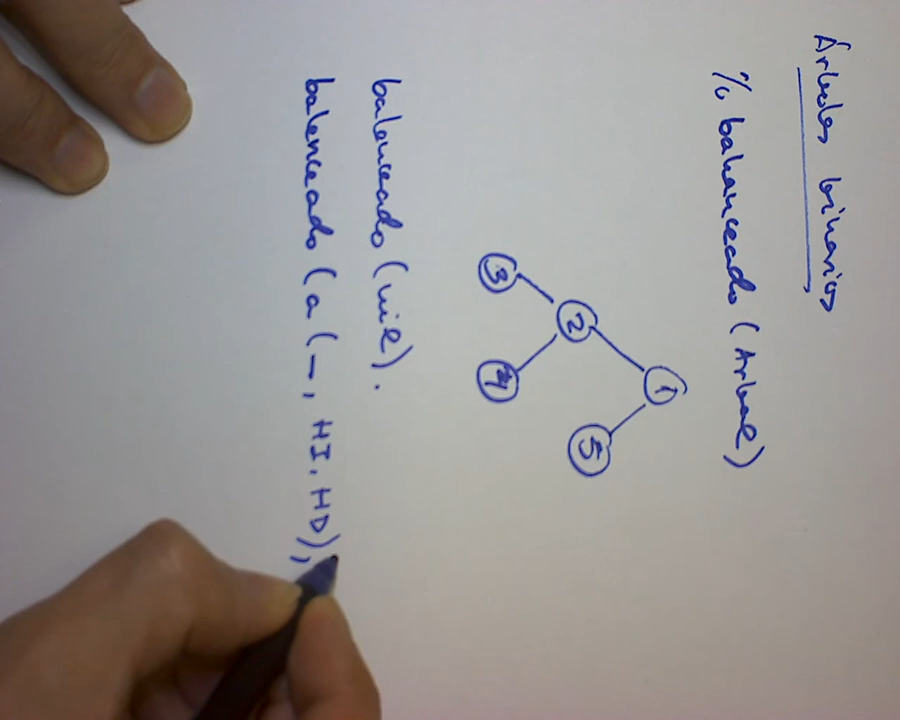 Árboles binarios
% balanceado (Arbol)
1
2
5
3
4
balanceado (nil).
balanceado (a (_, HI, HD),